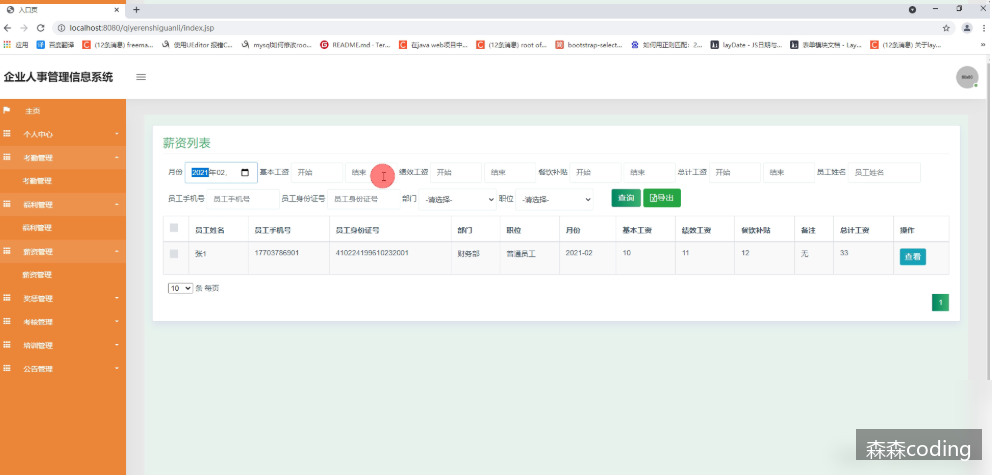 入口页
localhost:8080/qiyerenshiguanli/index.jsp
应用 百度翻译 (12条消息) freema... 使用UEditor 报错C... mysql如何修改roo... README.md · Ter... 在java web项目中... (12条消息) root of... bootstrap-select... 如何用正则匹配: 2... layDate - JS日期与... 表单模块文档 - Lay... (12条消息) 关于lay...
企业人事管理信息系统
主页
个人中心
考勤管理
考勤管理
福利管理
福利管理
薪资管理
薪资管理
奖惩管理
考核管理
培训管理
公告管理
薪资列表
月份 2021年02. 基本工资 开始 结束 绩效工资 开始 结束 餐饮补贴 开始 结束 总计工资 开始 结束 员工姓名 员工姓名
员工手机号 员工手机号 员工身份证号 员工身份证号 部门 -请选择- 职位 -请选择- 查询 导出
员工姓名 员工手机号 员工身份证号 部门 职位 月份 基本工资 绩效工资 餐饮补贴 备注 总计工资 操作
张1 17703786901 410224199610232001 财务部 普通员工 2021-02 10 11 12 无 33 查看
10 条 每页
1
森森coding